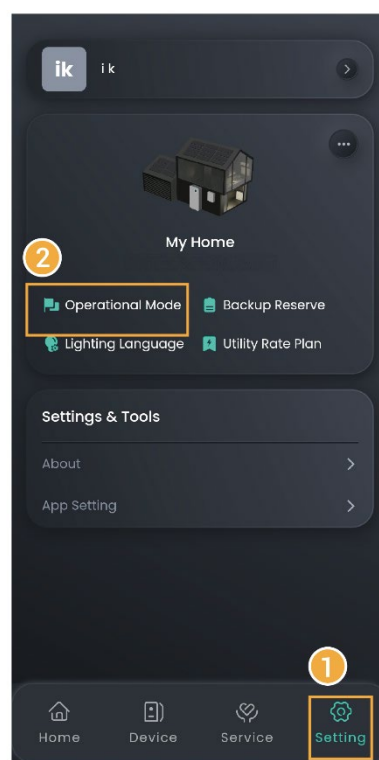 ik i k
My Home
2
Operational Mode Backup Reserve
Lighting Language Utility Rate Plan
Settings & Tools
About
App Setting
1
Home Device Service Setting